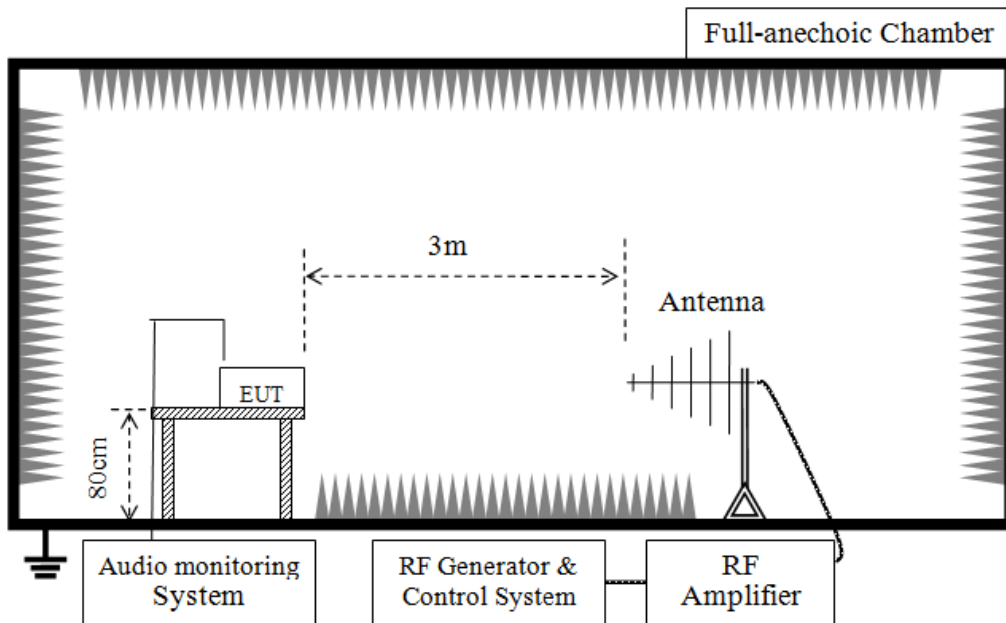 Full-anechoic Chamber
3m
Antenna
EUT
80cm
Audio monitoring
System
RF Generator &
Control System
RF
Amplifier